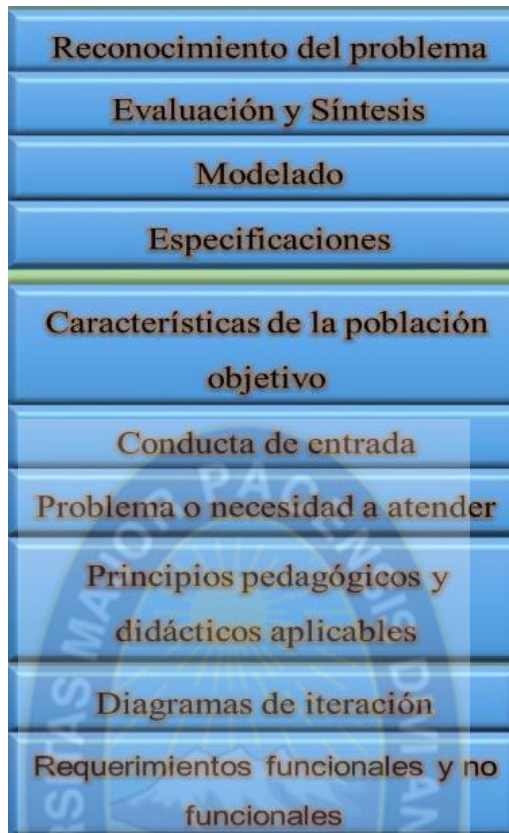 Reconocimiento del problema
Evaluación y Síntesis
Modelado
Especificaciones
Características de la población
objetivo
Conducta de entrada
Problema o necesidad a atender
Principios pedagógicos y
didácticos aplicables
Diagramas de iteración
Requerimientos funcionales y no
funcionales